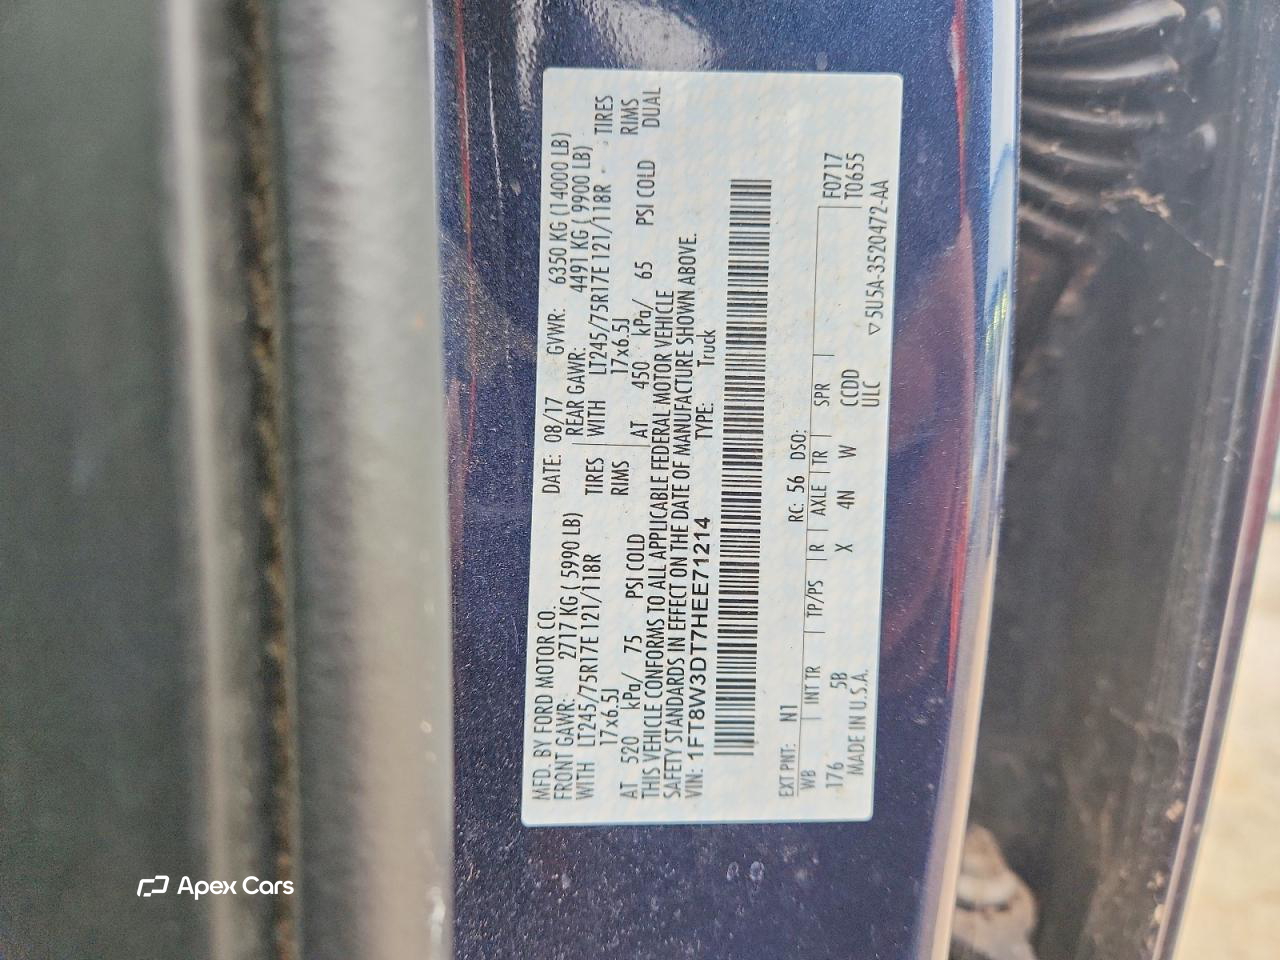 MFD. BY FORD MOTOR CO.
DATE: 08/17 GVWR: 6350 KG (14000 LB)
FRONT GAWR: 2717 KG ( 5990 LB)
REAR GAWR: 4491 KG ( 9900 LB)
WITH LT245/75R17E 121/118R TIRES
WITH LT245/75R17E 121/118R TIRES
17x6.5J RIMS
17x6.5J RIMS
AT 520 kPa/ 75 PSI COLD
AT 450 kPa/ 65 PSI COLD DUAL
THIS VEHICLE CONFORMS TO ALL APPLICABLE FEDERAL MOTOR VEHICLE
SAFETY STANDARDS IN EFFECT ON THE DATE OF MANUFACTURE SHOWN ABOVE.
VIN: 1FT8W3DT7HEE71214 TYPE: Truck
EXT PNT: N1 RC: 56 DSO: F0717
WB INT TR TP/PS R AXLE TR SPR T0655
176 5B X 4N W CCDD
MADE IN U.S.A. ULC
▽5U5A-3520472-AA
Apex Cars